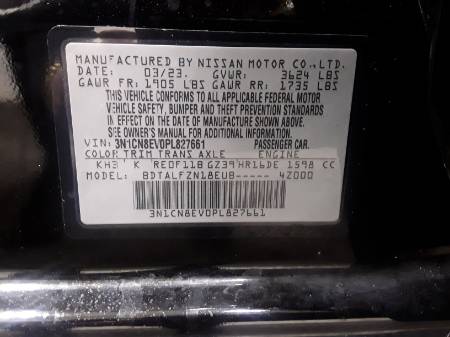 MANUFACTURED BY NISSAN MOTOR CO.,LTD.
DATE: 03/23. GVWR: 3624 LBS
GAWR FR: 1905 LBS GAWR RR: 1735 LBS
THIS VEHICLE CONFORMS TO ALL APPLICABLE FEDERAL MOTOR
VEHICLE SAFETY, BUMPER AND THEFT PREVENTION STANDARDS
IN EFFECT ON THE DATE OF MANUFACTURE SHOWN ABOVE.
SEE OWNER'S MANUAL FOR ADDITIONAL INFORMATION.
VIN: 3N1CN8EV0PL827661 PASSENGER CAR.
COLOR TRIM TRANS AXLE ENGINE
KH3 K RE0F11B GZ39 HR16DE 1598 CC
MODEL: BDTALFZN18EUB----- 4Z000
3N1CN8EV0PL827661